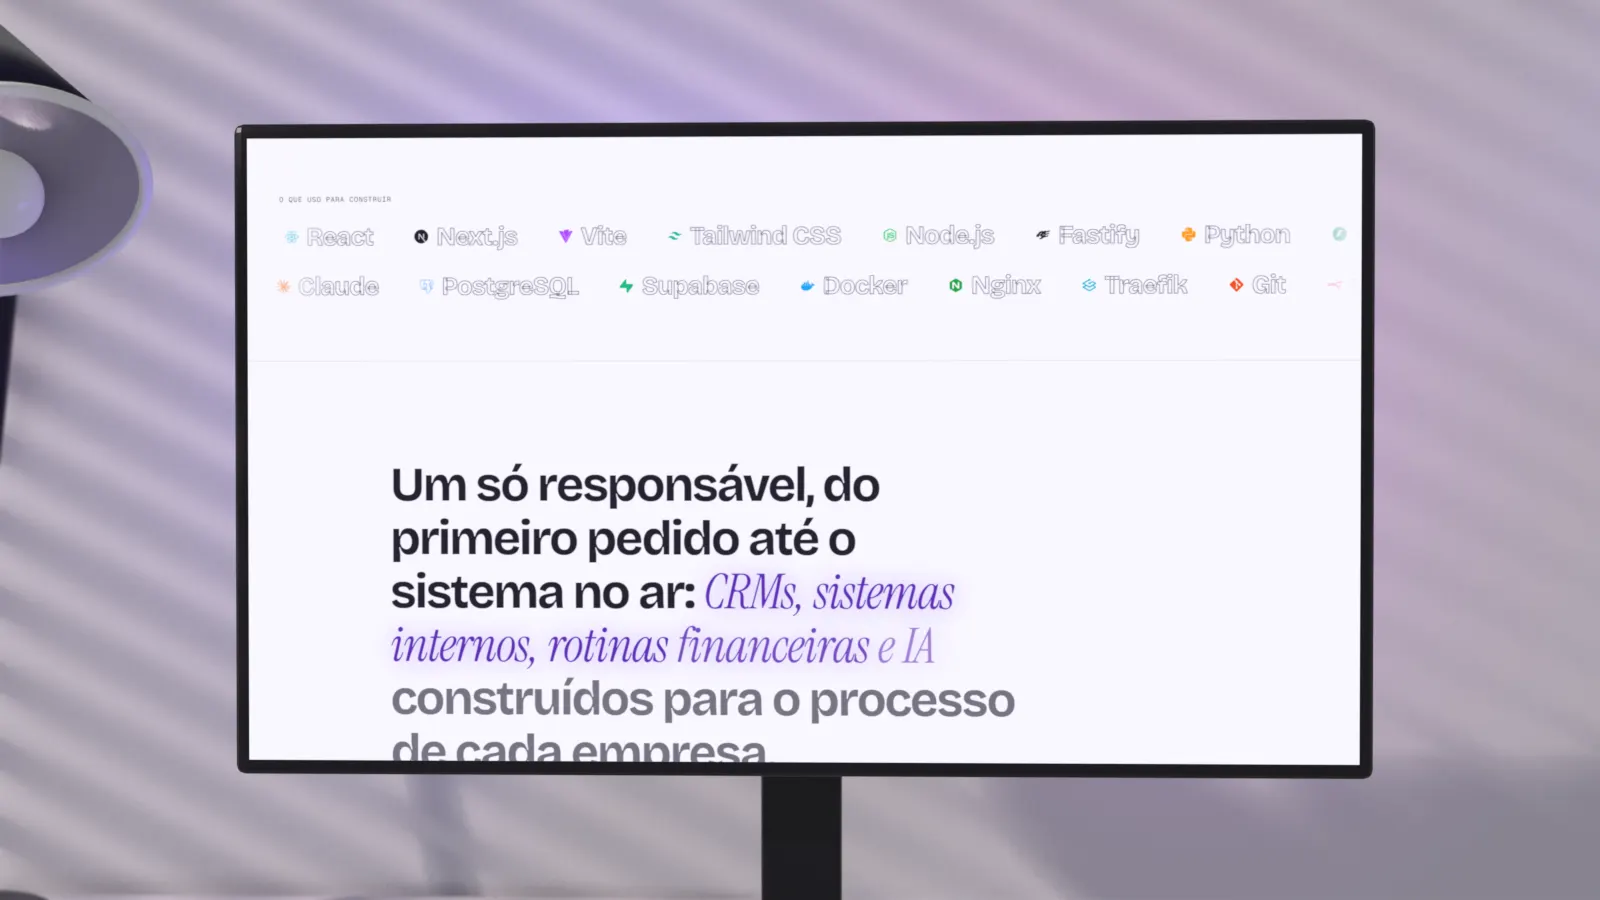 O QUE USO PARA CONSTRUIR
React Next.js Vite Tailwind CSS Node.js Fastify Python
Claude PostgreSQL Supabase Docker Nginx Traefik Git
Um só responsável, do
primeiro pedido até o
sistema no ar: CRMs, sistemas
internos, rotinas financeiras e IA
construídos para o processo
de cada empresa